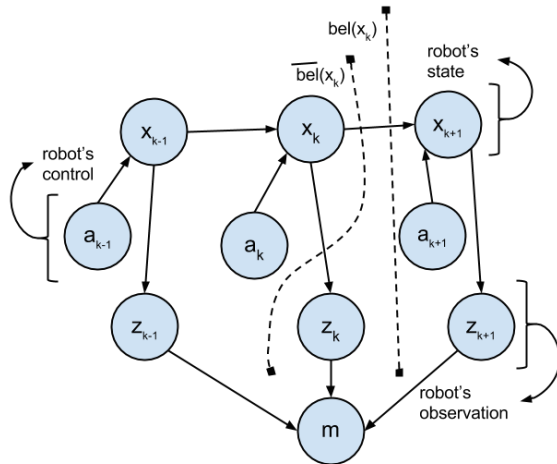 bel(xₖ)
b̅e̅l̅(xₖ)
robot's
state
xₖ₋₁
xₖ
xₖ₊₁
robot's
control
aₖ₋₁
aₖ
aₖ₊₁
zₖ₋₁
zₖ
zₖ₊₁
robot's
observation
m